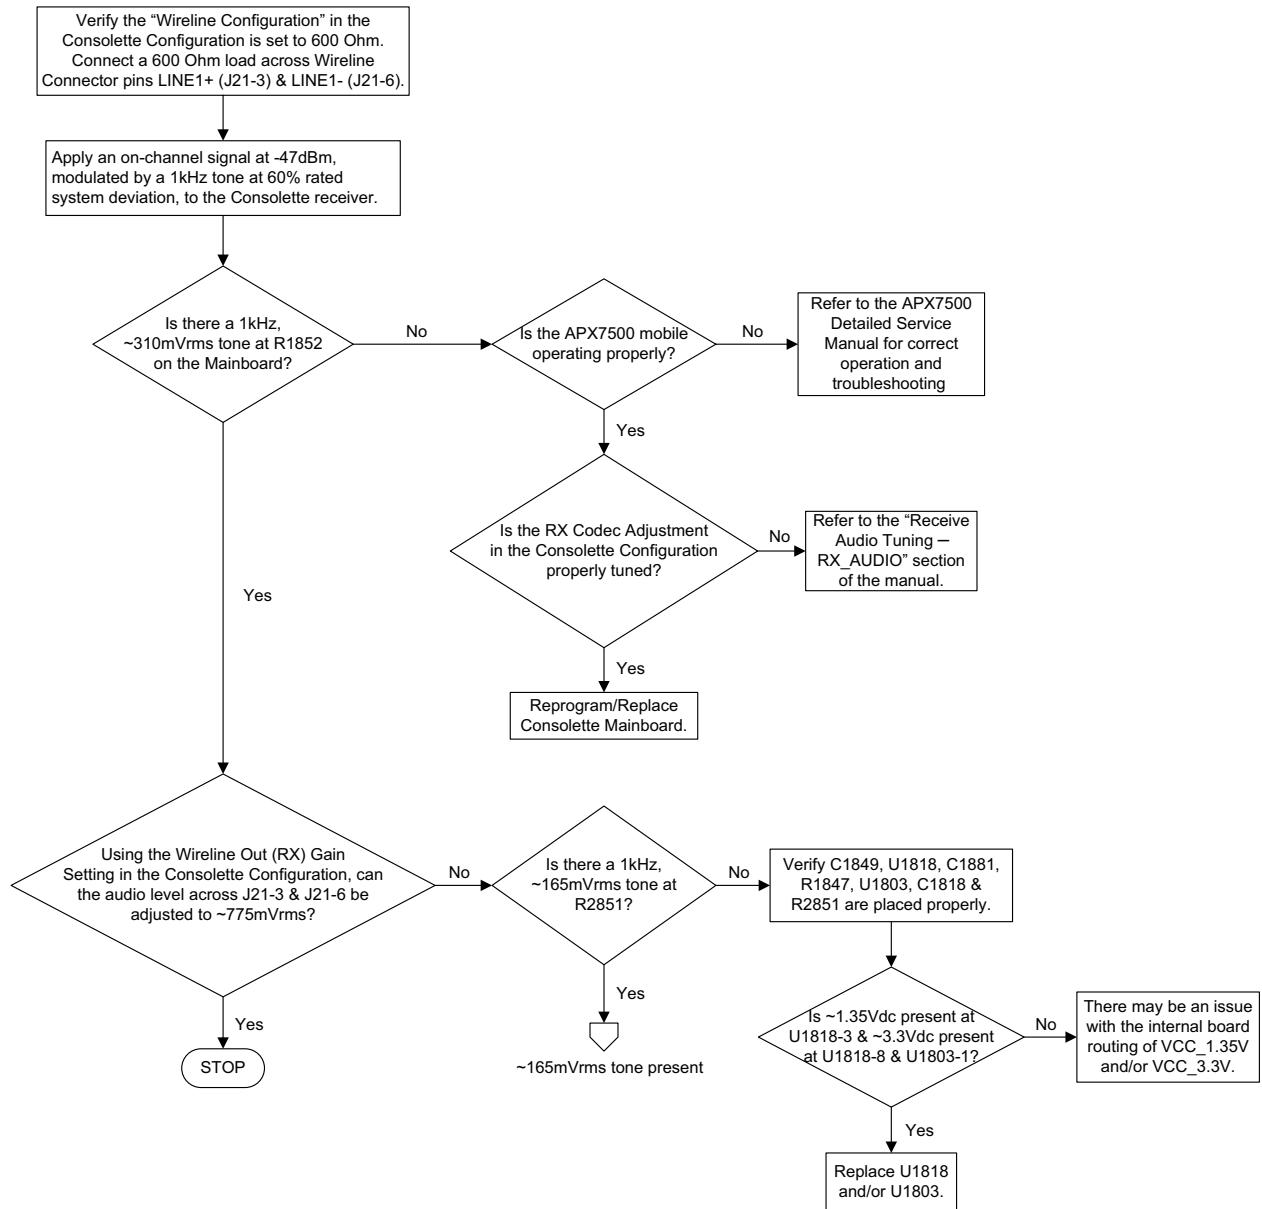 Verify the “Wireline Configuration” in the
Consolette Configuration is set to 600 Ohm.
Connect a 600 Ohm load across Wireline
Connector pins LINE1+ (J21-3) & LINE1- (J21-6).
Apply an on-channel signal at -47dBm,
modulated by a 1kHz tone at 60% rated
system deviation, to the Consolette receiver.
Is there a 1kHz,
~310mVrms tone at R1852
on the Mainboard?
No
Is the APX7500 mobile
operating properly?
No
Refer to the APX7500
Detailed Service
Manual for correct
operation and
troubleshooting
Yes
Is the RX Codec Adjustment
in the Consolette Configuration
properly tuned?
No
Refer to the “Receive
Audio Tuning –
RX_AUDIO” section
of the manual.
Yes
Yes
Reprogram/Replace
Consolette Mainboard.
Using the Wireline Out (RX) Gain
Setting in the Consolette Configuration, can
the audio level across J21-3 & J21-6 be
adjusted to ~775mVrms?
No
Is there a 1kHz,
~165mVrms tone at
R2851?
No
Verify C1849, U1818, C1881,
R1847, U1803, C1818 &
R2851 are placed properly.
Yes
STOP
Yes
~165mVrms tone present
Is ~1.35Vdc present at
U1818-3 & ~3.3Vdc present
at U1818-8 & U1803-1?
No
There may be an issue
with the internal board
routing of VCC_1.35V
and/or VCC_3.3V.
Yes
Replace U1818
and/or U1803.